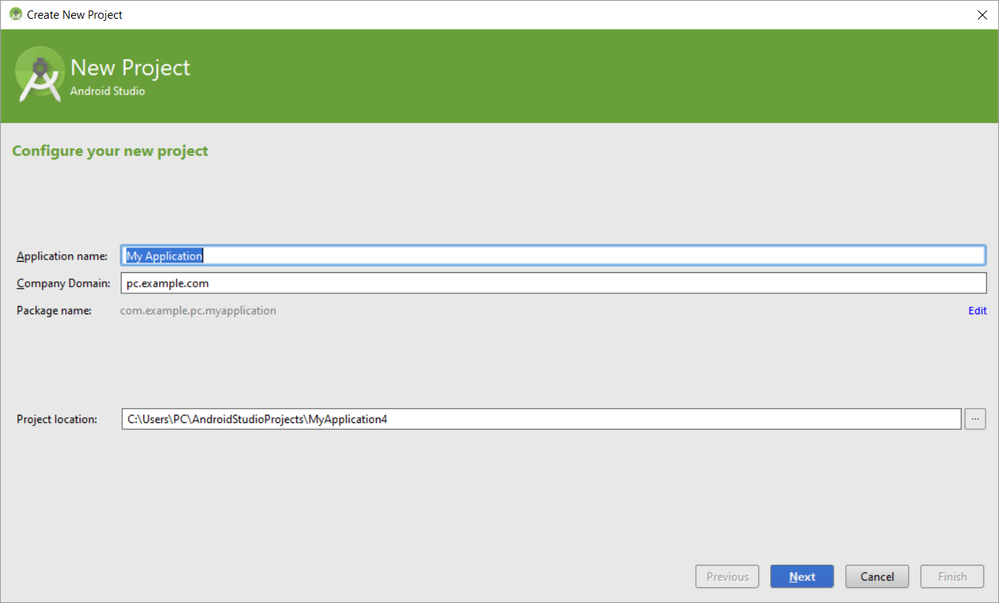 Create New Project
New Project
Android Studio
Configure your new project
Application name: My Application
Company Domain: pc.example.com
Package name: com.example.pc.myapplication Edit
Project location: C:\Users\PC\AndroidStudioProjects\MyApplication4 ...
Previous Next Cancel Finish